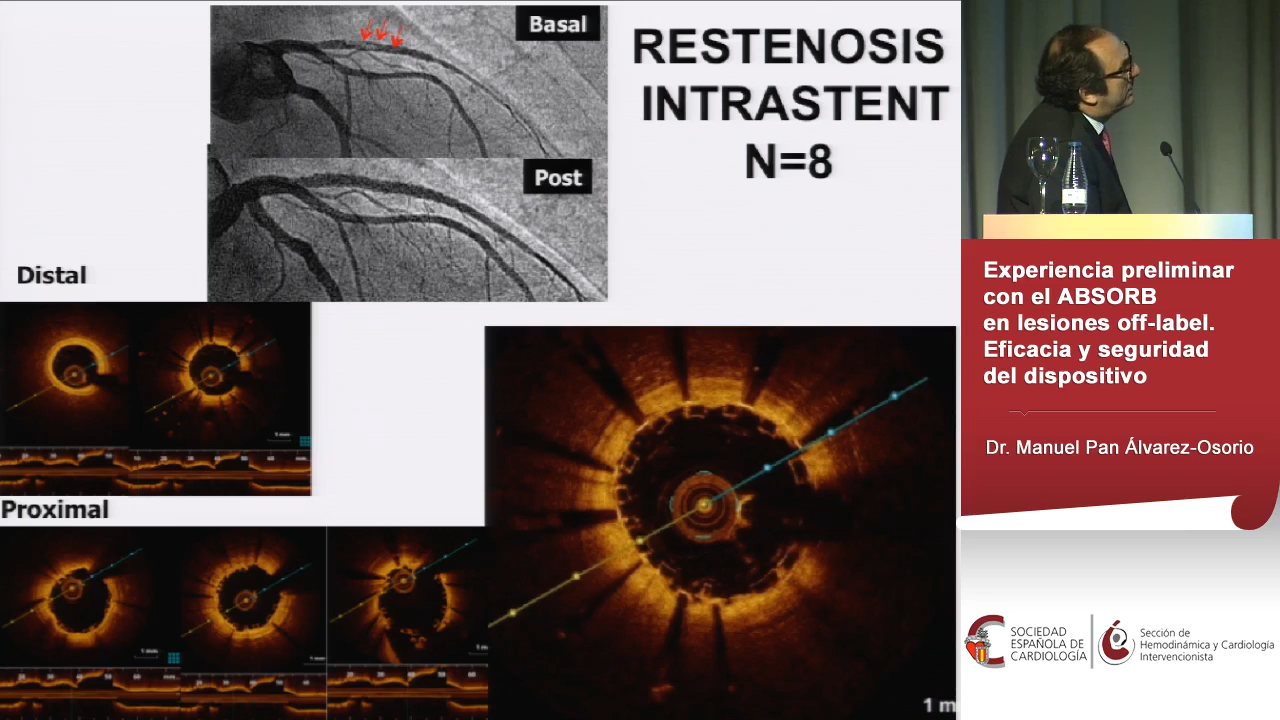 Basal
RESTENOSIS
INTRASTENT
N=8
Post
Distal
Proximal
1 m
Experiencia preliminar
con el ABSORB
en lesiones off-label.
Eficacia y seguridad
del dispositivo
Dr. Manuel Pan Álvarez-Osorio
SOCIEDAD
ESPAÑOLA DE
CARDIOLOGÍA
Sección de
Hemodinámica y Cardiología
Intervencionista